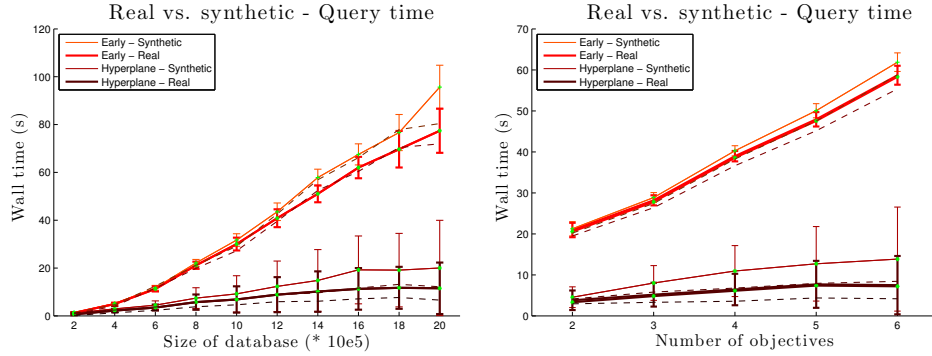 Real vs. synthetic - Query time
120
100
80
60
40
20
0
Wall time (s)
Early − Synthetic
Early − Real
Hyperplane − Synthetic
Hyperplane − Real
2 4 6 8 10 12 14 16 18 20
Size of database (* 10e5)
Real vs. synthetic - Query time
70
60
50
40
30
20
10
0
Wall time (s)
Early − Synthetic
Early − Real
Hyperplane − Synthetic
Hyperplane − Real
2 3 4 5 6
Number of objectives